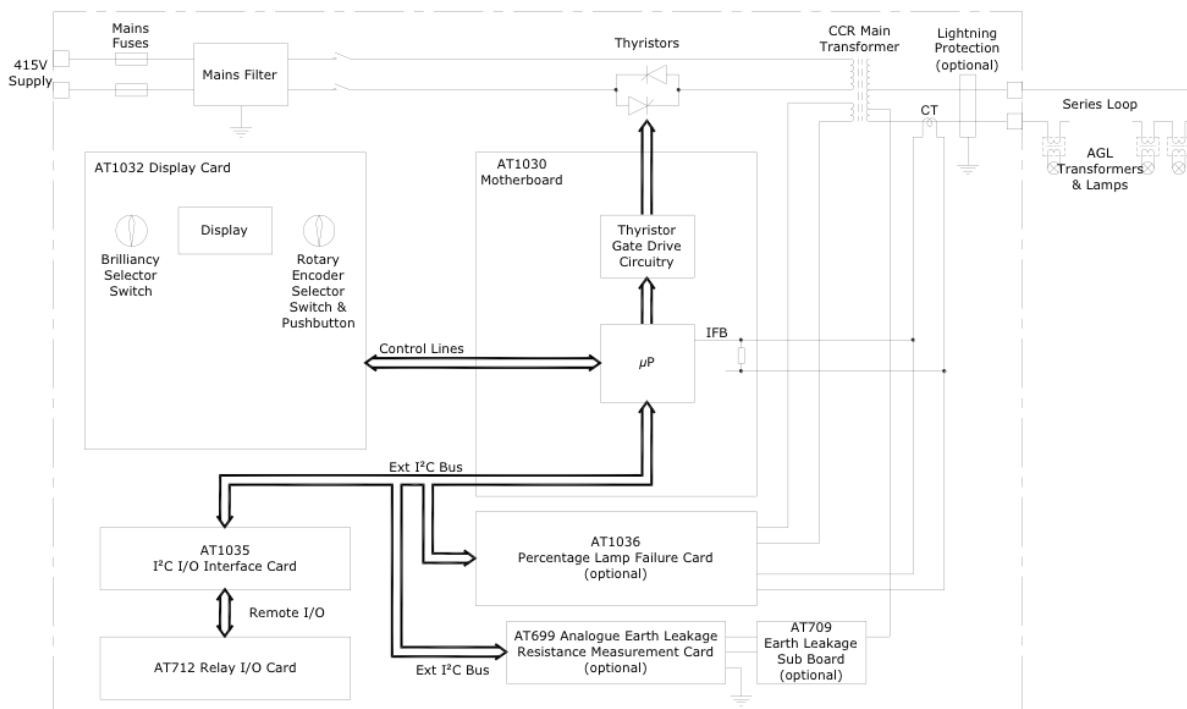 Mains
Fuses
415V
Supply
Mains Filter
Thyristors
CCR Main
Transformer
Lightning
Protection
(optional)
CT
Series Loop
AGL
Transformers
& Lamps
AT1032 Display Card
Display
Brilliancy
Selector
Switch
Rotary
Encoder
Selector
Switch &
Pushbutton
AT1030
Motherboard
Thyristor
Gate Drive
Circuitry
µP
IFB
Control Lines
Ext I²C Bus
AT1035
I²C I/O Interface Card
Remote I/O
AT712 Relay I/O Card
AT1036
Percentage Lamp Failure Card
(optional)
AT699 Analogue Earth Leakage
Resistance Measurement Card
(optional)
Ext I²C Bus
AT709
Earth Leakage
Sub Board
(optional)